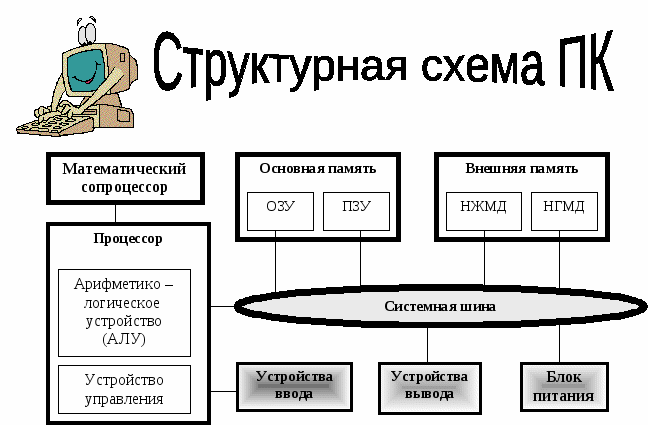 Структурная схема ПК
Математический
сопроцессор
Основная память
ОЗУ
ПЗУ
Внешняя память
НЖМД
НГМД
Процессор
Арифметико –
логическое
устройство
(АЛУ)
Устройство
управления
Системная шина
Устройства
ввода
Устройства
вывода
Блок
питания